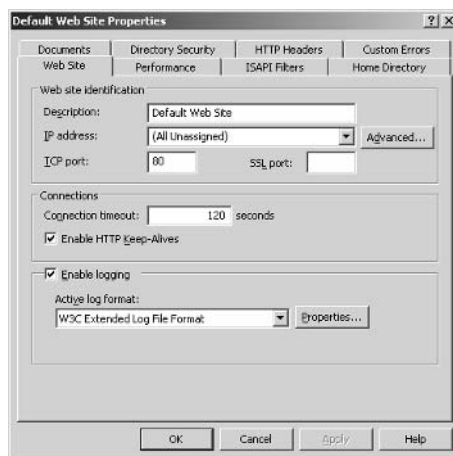 Default Web Site Properties
Documents Directory Security HTTP Headers Custom Errors
Web Site Performance ISAPI Filters Home Directory
Web site identification
Description: Default Web Site
IP address: (All Unassigned) Advanced...
TCP port: 80 SSL port:
Connections
Connection timeout: 120 seconds
Enable HTTP Keep-Alives
Enable logging
Active log format:
W3C Extended Log File Format Properties...
OK Cancel Apply Help